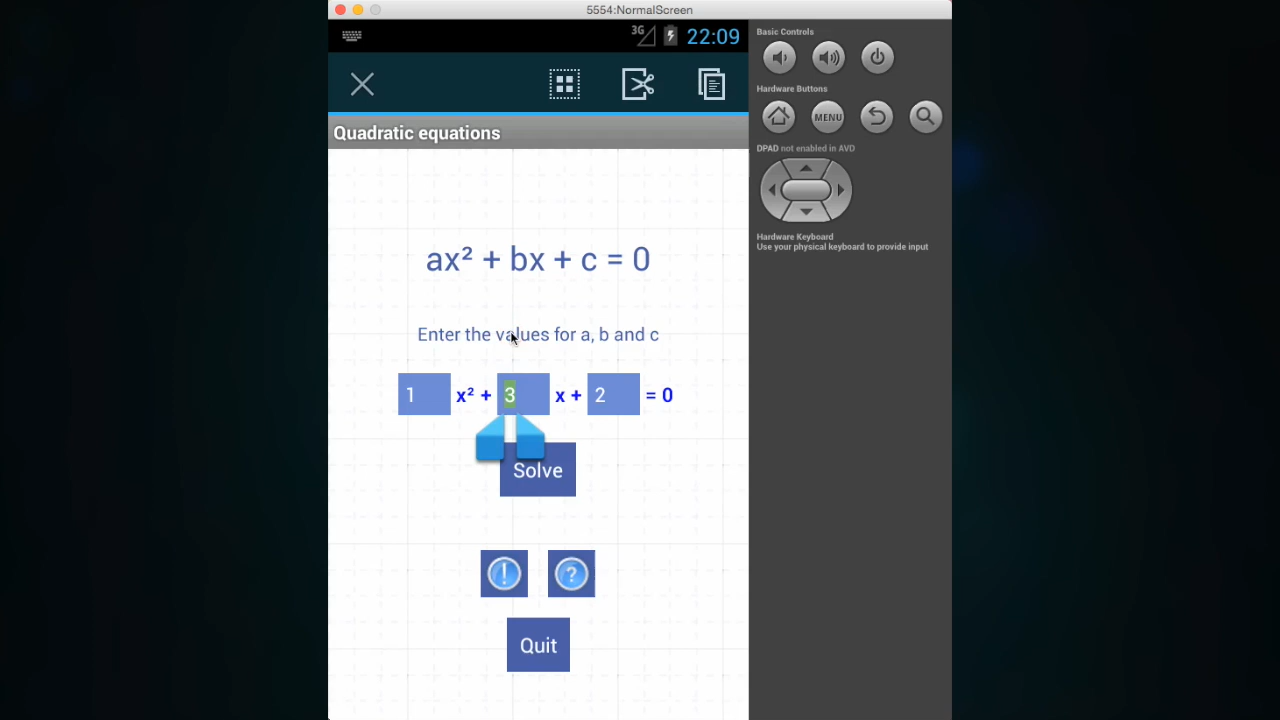 5554:NormalScreen
3G 22:09
Basic Controls
Hardware Buttons
MENU
DPAD not enabled in AVD
Hardware Keyboard
Use your physical keyboard to provide input
Quadratic equations
ax² + bx + c = 0
Enter the values for a, b and c
1 x² + 3 x + 2 = 0
Solve
! ?
Quit